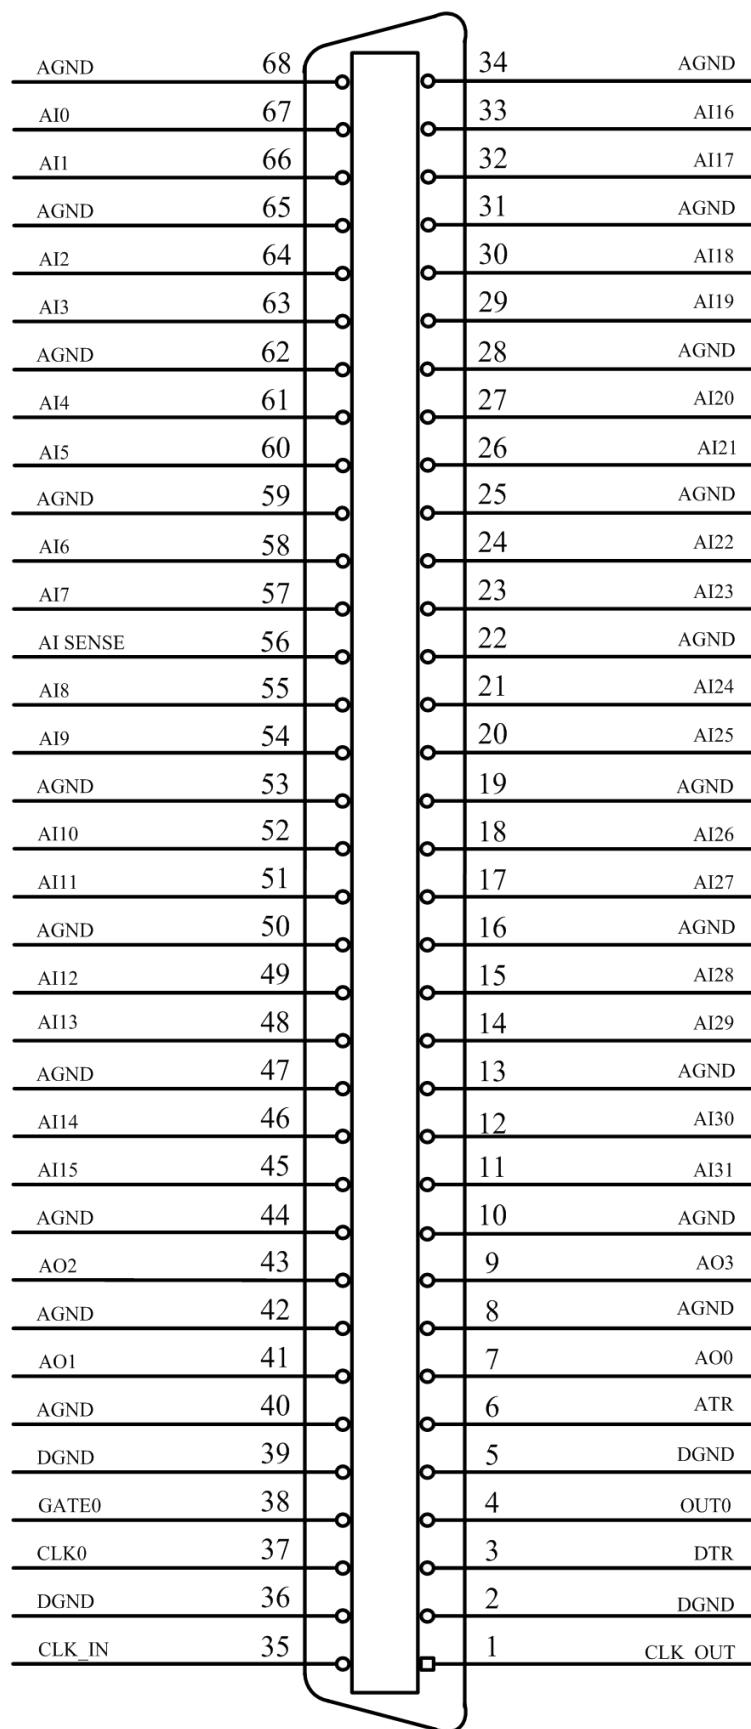 AGND 68 34 AGND
AI0 67 33 AI16
AI1 66 32 AI17
AGND 65 31 AGND
AI2 64 30 AI18
AI3 63 29 AI19
AGND 62 28 AGND
AI4 61 27 AI20
AI5 60 26 AI21
AGND 59 25 AGND
AI6 58 24 AI22
AI7 57 23 AI23
AI SENSE 56 22 AGND
AI8 55 21 AI24
AI9 54 20 AI25
AGND 53 19 AGND
AI10 52 18 AI26
AI11 51 17 AI27
AGND 50 16 AGND
AI12 49 15 AI28
AI13 48 14 AI29
AGND 47 13 AGND
AI14 46 12 AI30
AI15 45 11 AI31
AGND 44 10 AGND
AO2 43 9 AO3
AGND 42 8 AGND
AO1 41 7 AO0
AGND 40 6 ATR
DGND 39 5 DGND
GATE0 38 4 OUT0
CLK0 37 3 DTR
DGND 36 2 DGND
CLK_IN 35 1 CLK_OUT